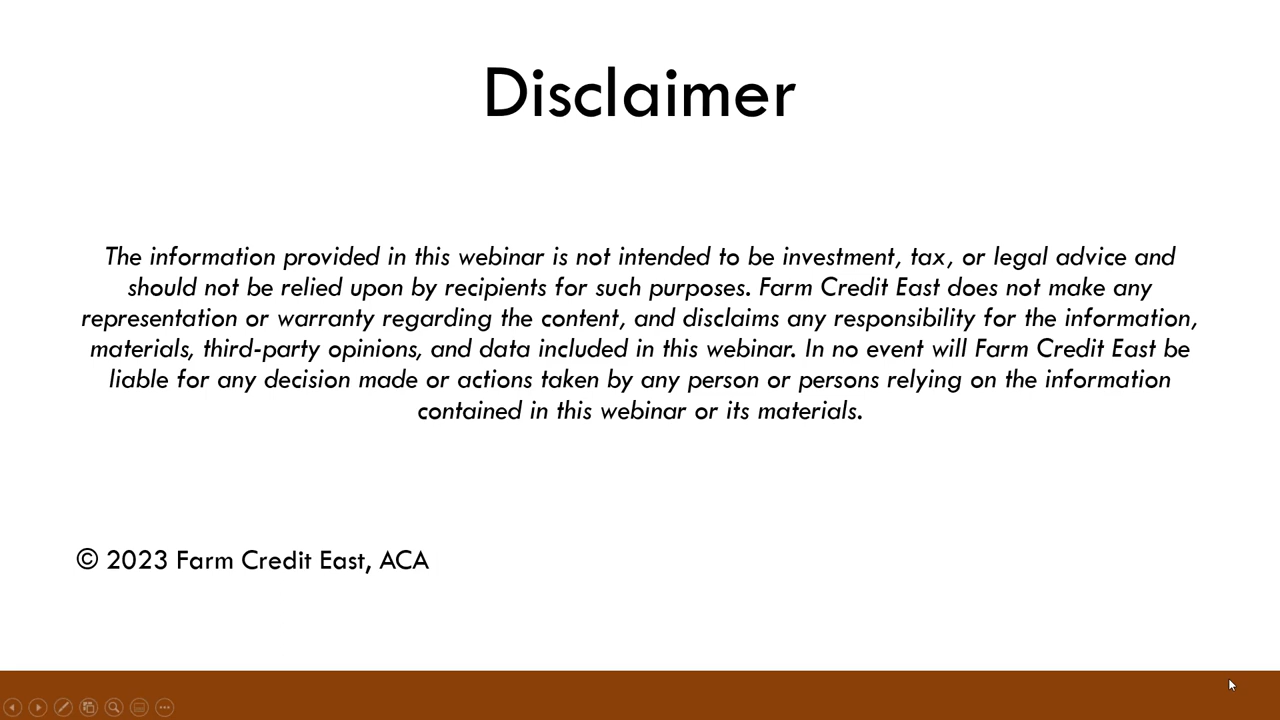 Disclaimer
The information provided in this webinar is not intended to be investment, tax, or legal advice and
should not be relied upon by recipients for such purposes. Farm Credit East does not make any
representation or warranty regarding the content, and disclaims any responsibility for the information,
materials, third-party opinions, and data included in this webinar. In no event will Farm Credit East be
liable for any decision made or actions taken by any person or persons relying on the information
contained in this webinar or its materials.
© 2023 Farm Credit East, ACA